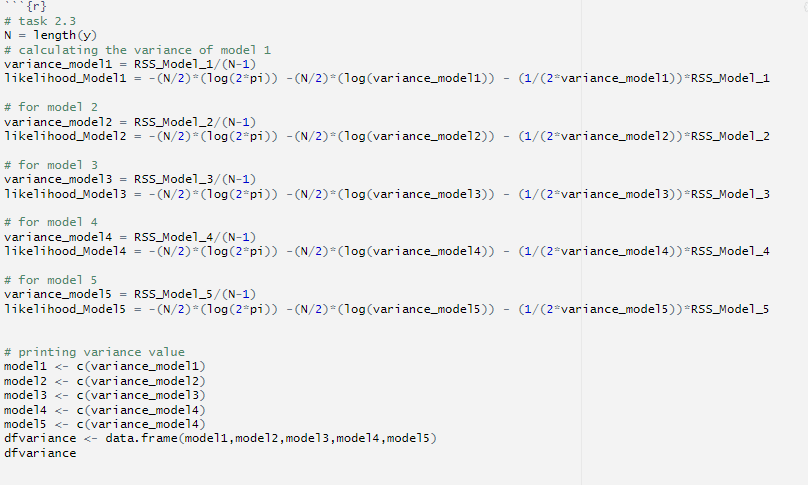 ```{r}
# task 2.3
N = length(y)
# calculating the variance of model 1
variance_model1 = RSS_Model_1/(N-1)
likelihood_Model1 = -(N/2)*(log(2*pi)) -(N/2)*(log(variance_model1)) - (1/(2*variance_model1))*RSS_Model_1
# for model 2
variance_model2 = RSS_Model_2/(N-1)
likelihood_Model2 = -(N/2)*(log(2*pi)) -(N/2)*(log(variance_model2)) - (1/(2*variance_model2))*RSS_Model_2
# for model 3
variance_model3 = RSS_Model_3/(N-1)
likelihood_Model3 = -(N/2)*(log(2*pi)) -(N/2)*(log(variance_model3)) - (1/(2*variance_model3))*RSS_Model_3
# for model 4
variance_model4 = RSS_Model_4/(N-1)
likelihood_Model4 = -(N/2)*(log(2*pi)) -(N/2)*(log(variance_model4)) - (1/(2*variance_model4))*RSS_Model_4
# for model 5
variance_model5 = RSS_Model_5/(N-1)
likelihood_Model5 = -(N/2)*(log(2*pi)) -(N/2)*(log(variance_model5)) - (1/(2*variance_model5))*RSS_Model_5
# printing variance value
model1 <- c(variance_model1)
model2 <- c(variance_model2)
model3 <- c(variance_model3)
model4 <- c(variance_model4)
model5 <- c(variance_model4)
dfvariance <- data.frame(model1,model2,model3,model4,model5)
dfvariance